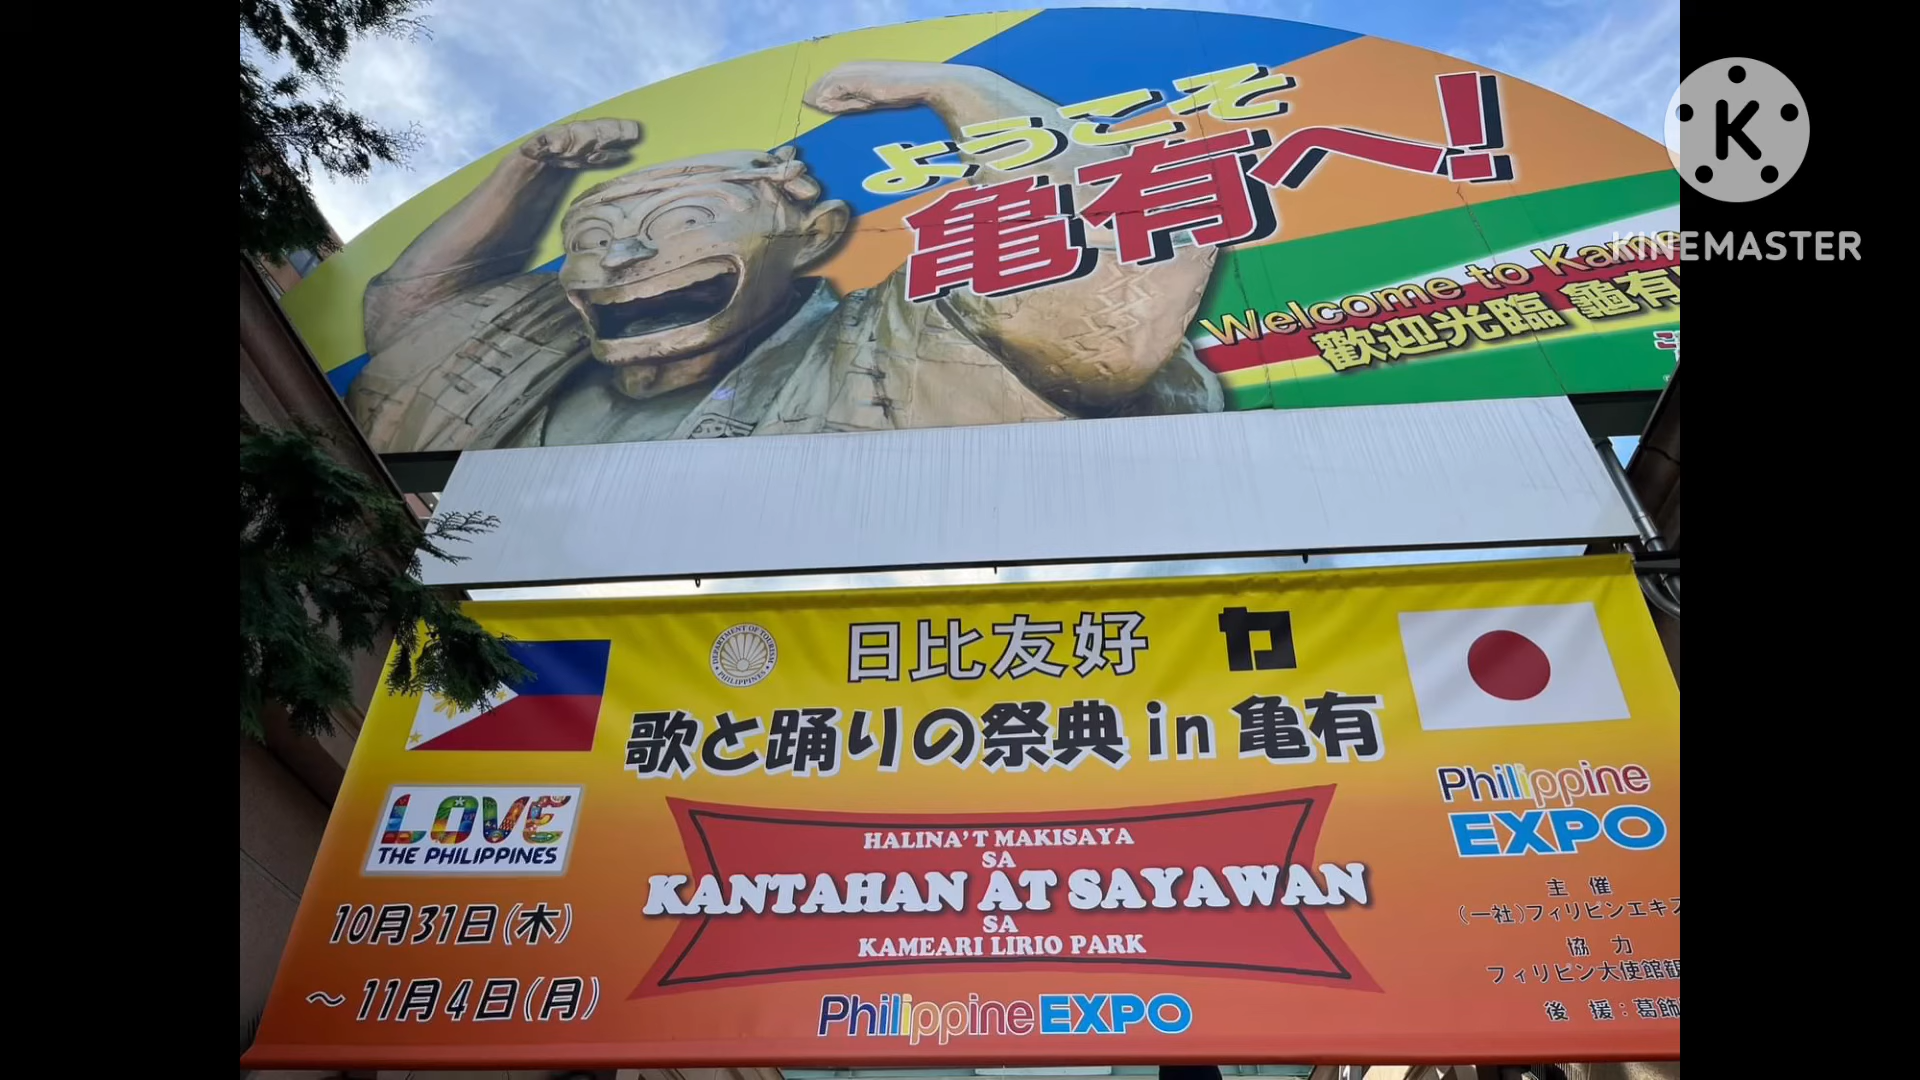 ようこそ
亀有へ!
Welcome to Kame
歓迎光臨 龜有
KINEMASTER
DEPARTMENT OF TOURISM
PHILIPPINES
日比友好
歌と踊りの祭典 in 亀有
LOVE
THE PHILIPPINES
10月31日(木)
～11月4日(月)
HALINA'T MAKISAYA
SA
KANTAHAN AT SAYAWAN
SA
KAMEARI LIRIO PARK
Philippine EXPO
Philippine
EXPO
主 催
(一社)フィリピンエキス
協 力
フィリピン大使館観
後 援:葛飾